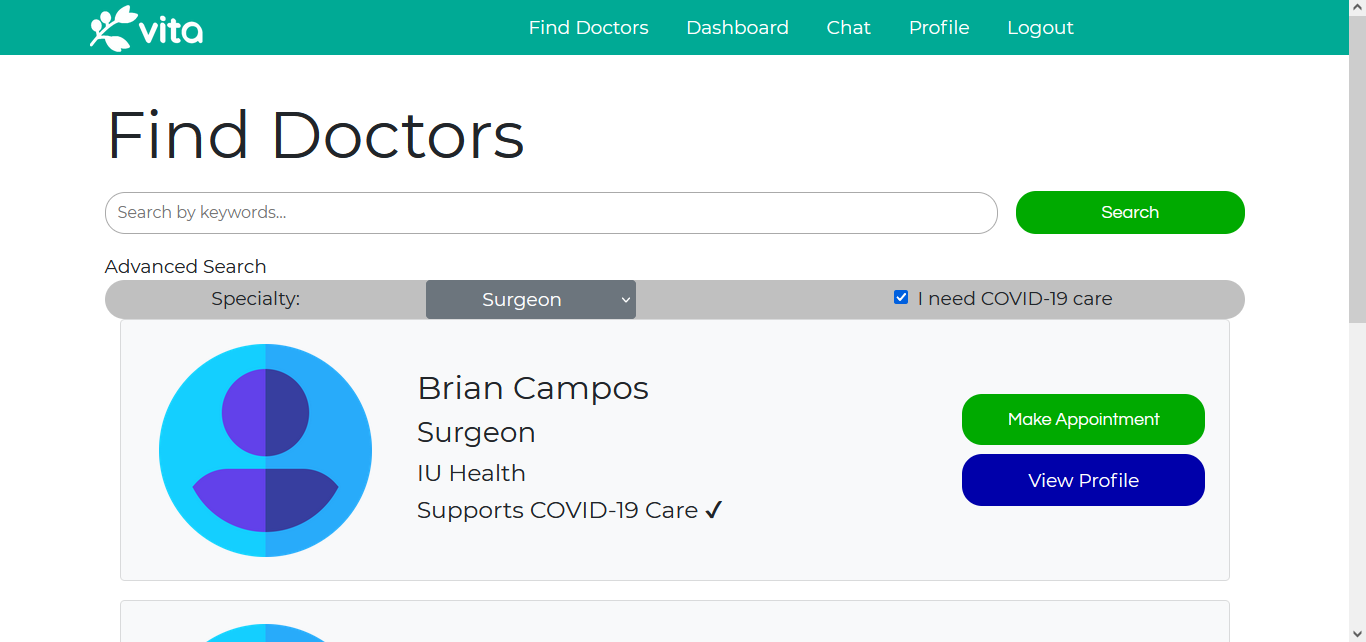 vita Find Doctors Dashboard Chat Profile Logout
Find Doctors
Search by keywords... Search
Advanced Search
Specialty: Surgeon I need COVID-19 care
Brian Campos
Surgeon
IU Health
Supports COVID-19 Care ✓
Make Appointment
View Profile